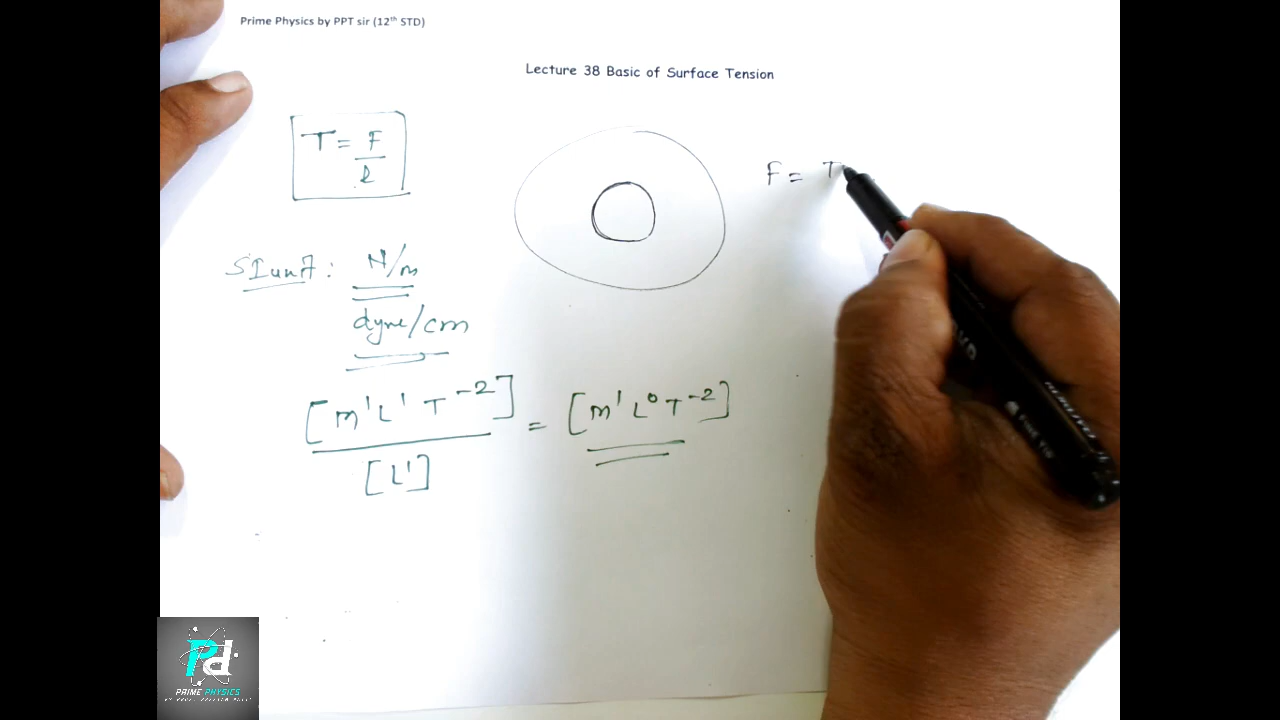 Prime Physics by PPT sir (12th STD)
Lecture 38 Basic of Surface Tension
T = F/l
F = T
SI unit : N/m
dyne/cm
[M¹L¹T⁻²]/[L¹] = [M¹L⁰T⁻²]
Pd
PRIME PHYSICS